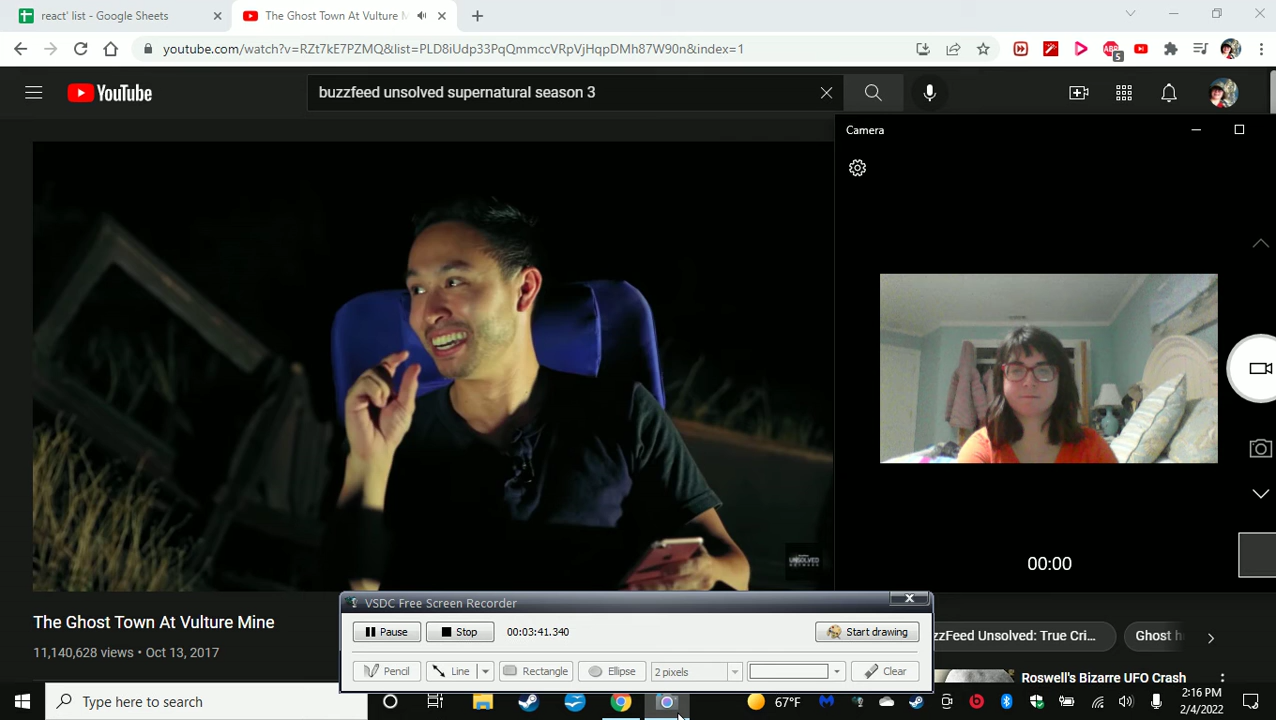 react' list - Google Sheets
The Ghost Town At Vulture M
youtube.com/watch?v=RZt7kE7PZMQ&list=PLD8iUdp33PqQmmccVRpVjHqpDMh87W90n&index=1
ABP
5
YouTube
buzzfeed unsolved supernatural season 3
Camera
UNSOLVED
NETWORK
00:00
The Ghost Town At Vulture Mine
11,140,628 views • Oct 13, 2017
VSDC Free Screen Recorder
Pause
Stop
00:03:41.340
Start drawing
Pencil
Line
Rectangle
Ellipse
2 pixels
Clear
zzFeed Unsolved: True Cri...
Ghost h
Roswell's Bizarre UFO Crash
Type here to search
67°F
2:16 PM
2/4/2022